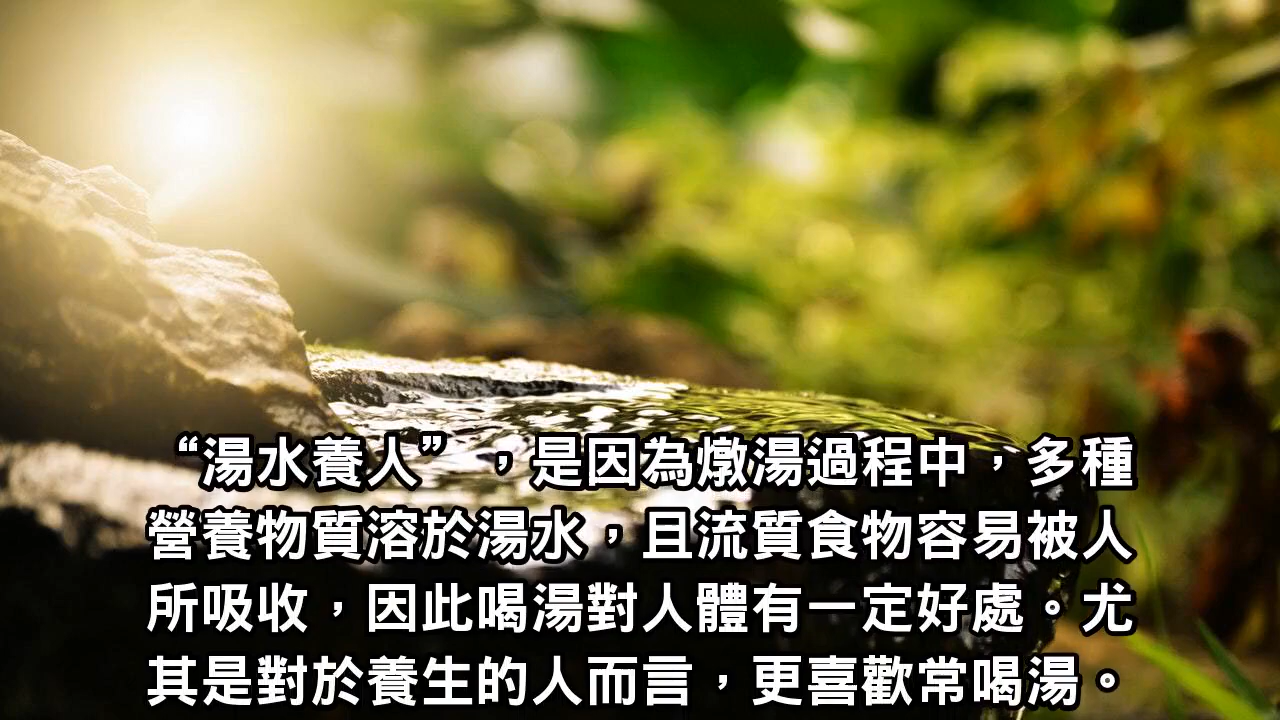 “湯水養人”，是因為燉湯過程中，多種
營養物質溶於湯水，且流質食物容易被人
所吸收，因此喝湯對人體有一定好處。尤
其是對於養生的人而言，更喜歡常喝湯。